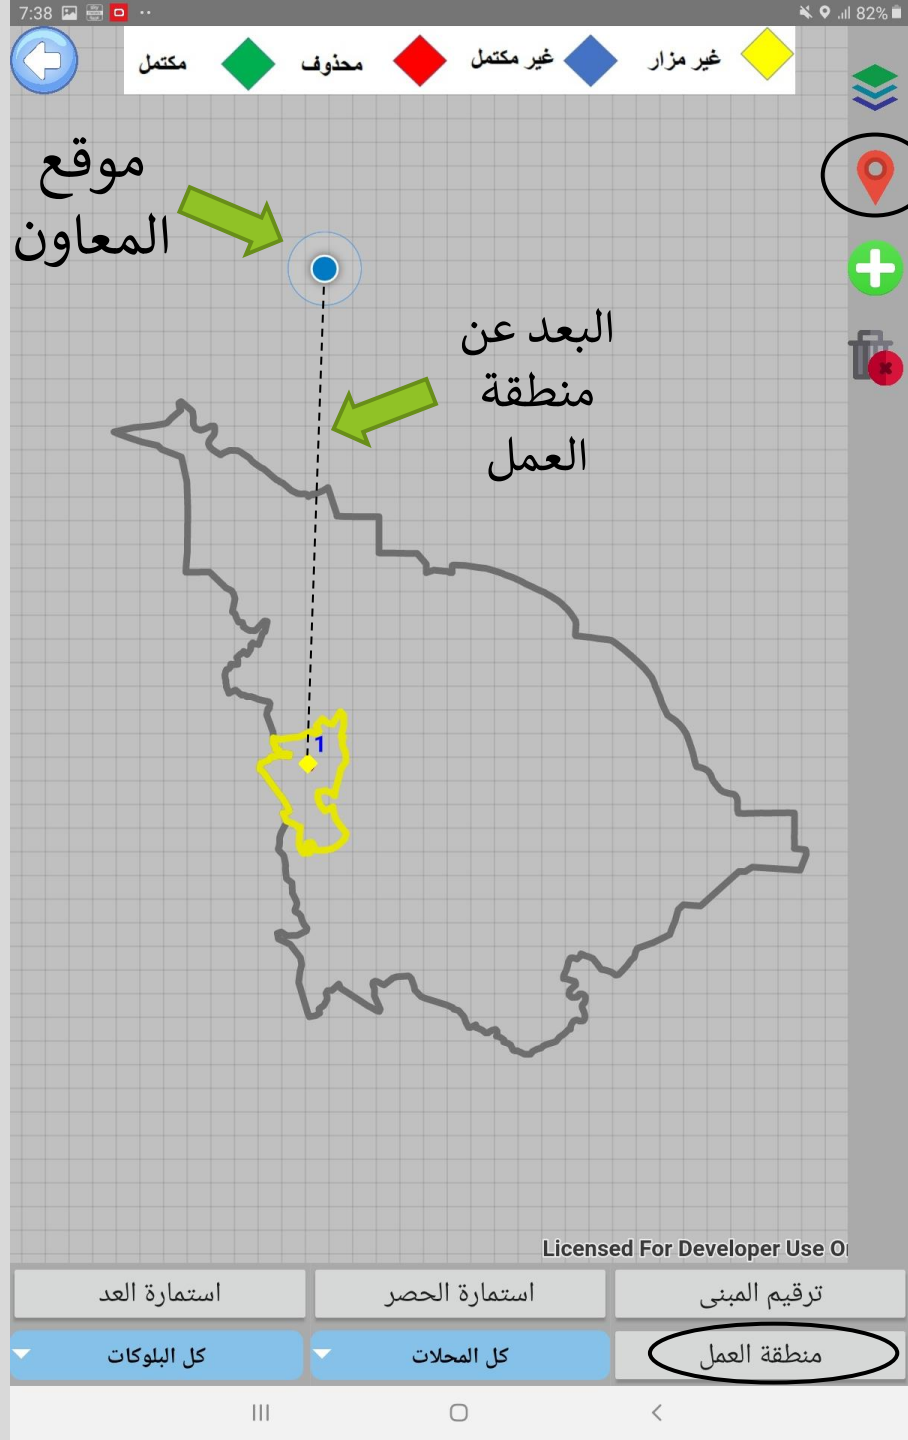 7:38
82%
غير مزار
غير مكتمل
محذوف
مكتمل
موقع
المعاون
البعد عن
منطقة
العمل
1
Licensed For Developer Use O
ترقيم المبنى
استمارة الحصر
استمارة العد
منطقة العمل
كل المحلات
كل البلوكات